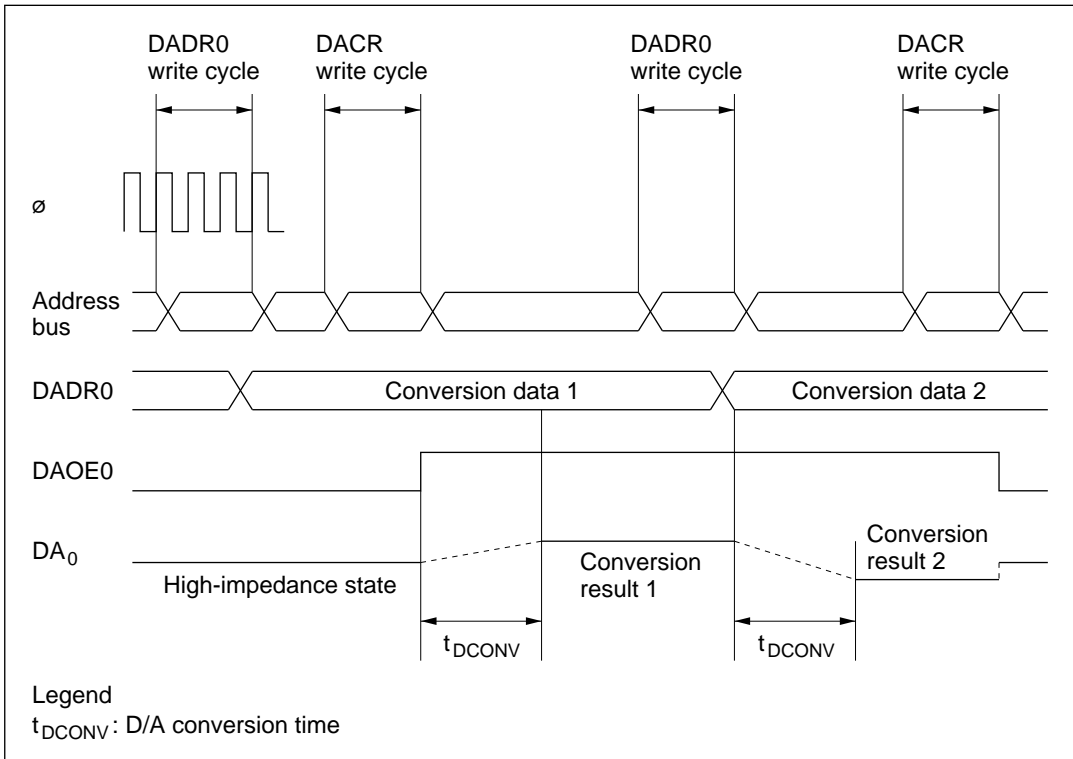 DADR0
write cycle
DACR
write cycle
DADR0
write cycle
DACR
write cycle
ø
Address
bus
DADR0
Conversion data 1
Conversion data 2
DAOE0
DA0
High-impedance state
Conversion
result 1
Conversion
result 2
tDCONV
tDCONV
Legend
tDCONV: D/A conversion time